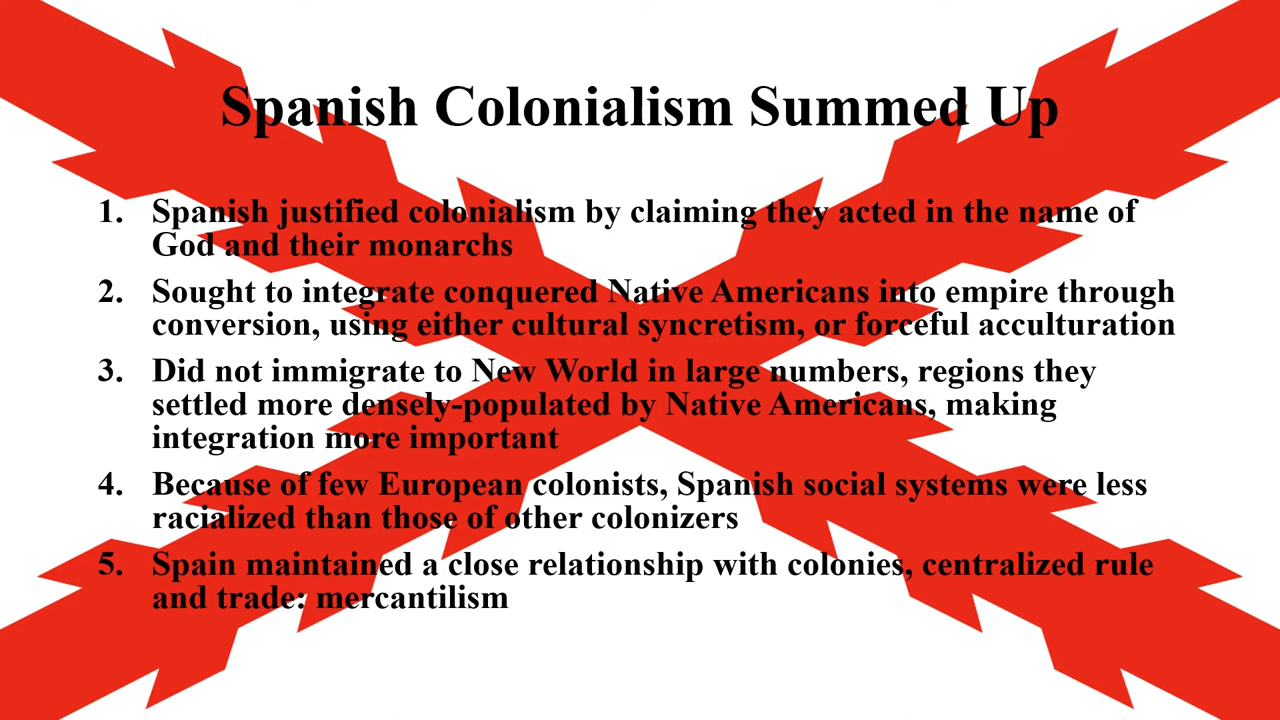 Spanish Colonialism Summed Up
1. Spanish justified colonialism by claiming they acted in the name of
God and their monarchs
2. Sought to integrate conquered Native Americans into empire through
conversion, using either cultural syncretism, or forceful acculturation
3. Did not immigrate to New World in large numbers, regions they
settled more densely-populated by Native Americans, making
integration more important
4. Because of few European colonists, Spanish social systems were less
racialized than those of other colonizers
5. Spain maintained a close relationship with colonies, centralized rule
and trade: mercantilism